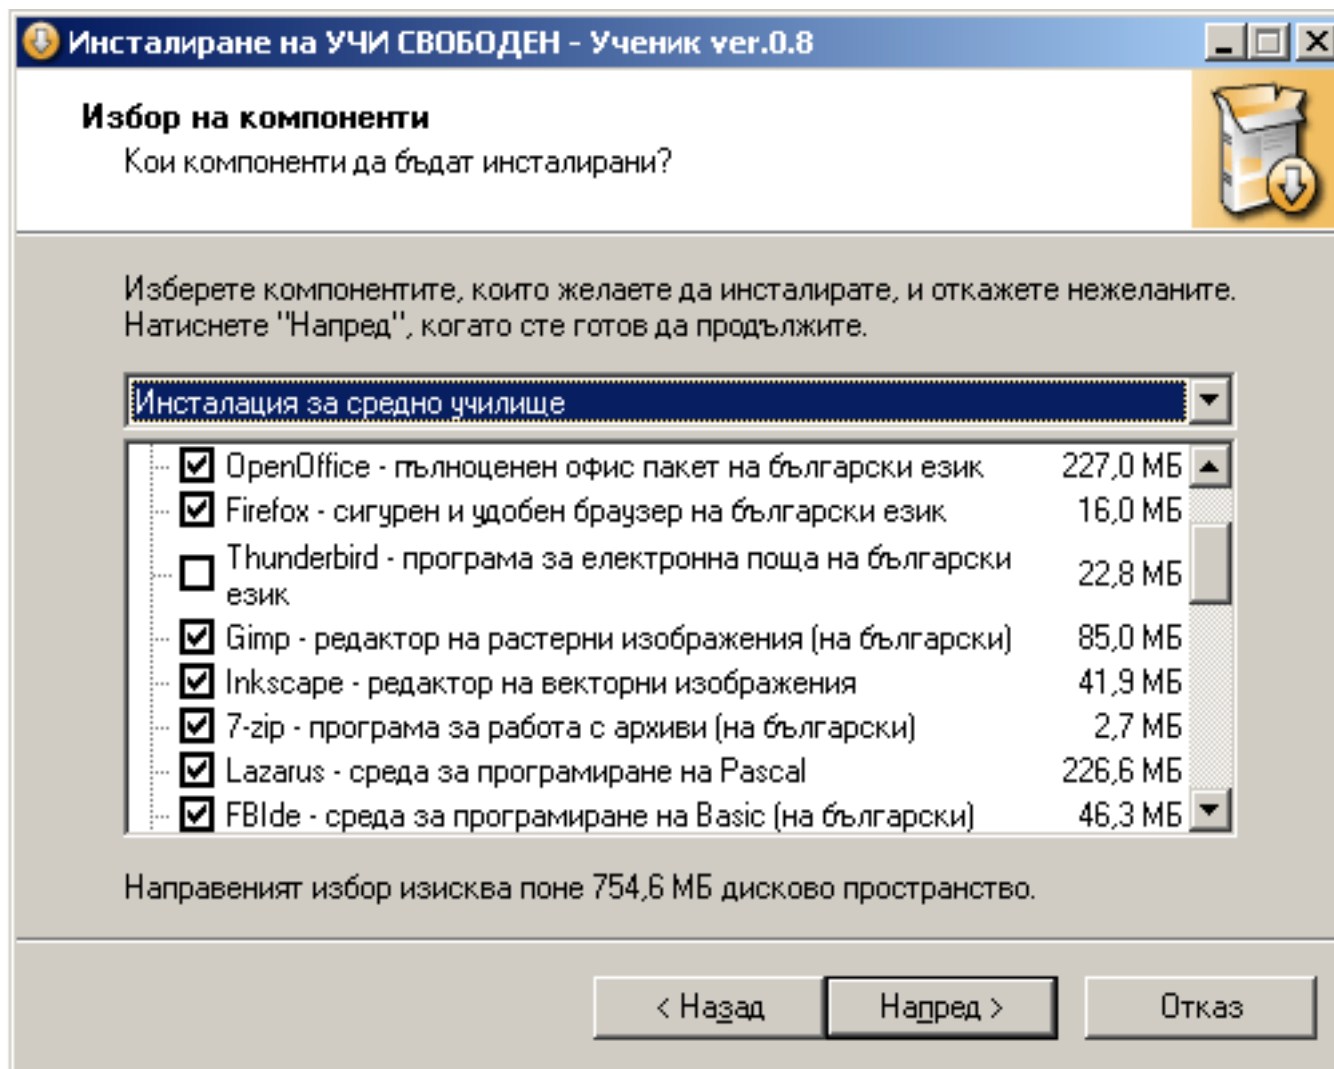 Инсталиране на УЧИ СВОБОДЕН - Ученик ver.0.8
Избор на компоненти
Кои компоненти да бъдат инсталирани?
Изберете компонентите, които желаете да инсталирате, и откажете нежеланите.
Натиснете "Напред", когато сте готов да продължите.
Инсталация за средно училище
OpenOffice - пълноценен офис пакет на български език 227,0 МБ
Firefox - сигурен и удобен браузер на български език 16,0 МБ
Thunderbird - програма за електронна поща на български
език 22,8 МБ
Gimp - редактор на растерни изображения (на български) 85,0 МБ
Inkscape - редактор на векторни изображения 41,9 МБ
7-zip - програма за работа с архиви (на български) 2,7 МБ
Lazarus - среда за програмиране на Pascal 226,6 МБ
FBIde - среда за програмиране на Basic (на български) 46,3 МБ
Направеният избор изисква поне 754,6 МБ дисково пространство.
< Назад Напред > Отказ